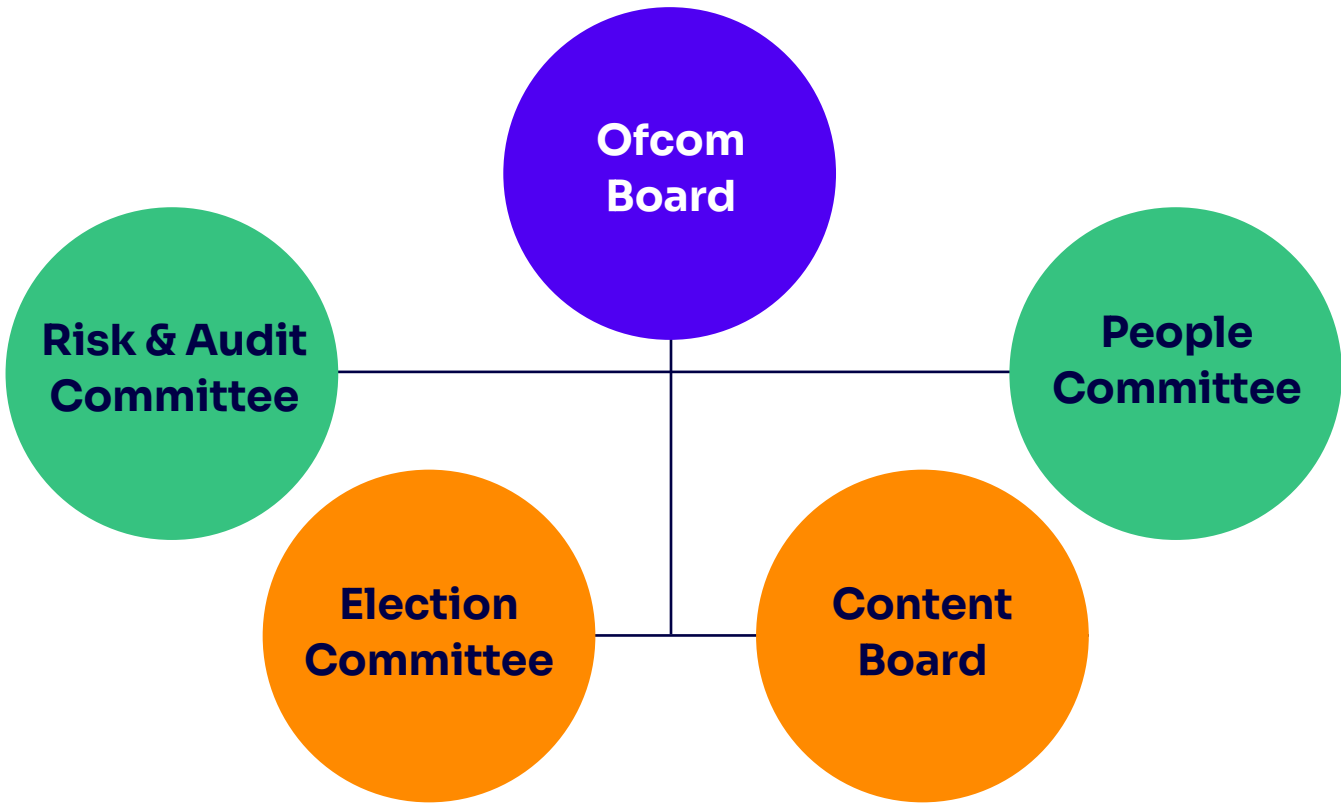 Ofcom
Board
Risk & Audit
Committee
People
Committee
Election
Committee
Content
Board